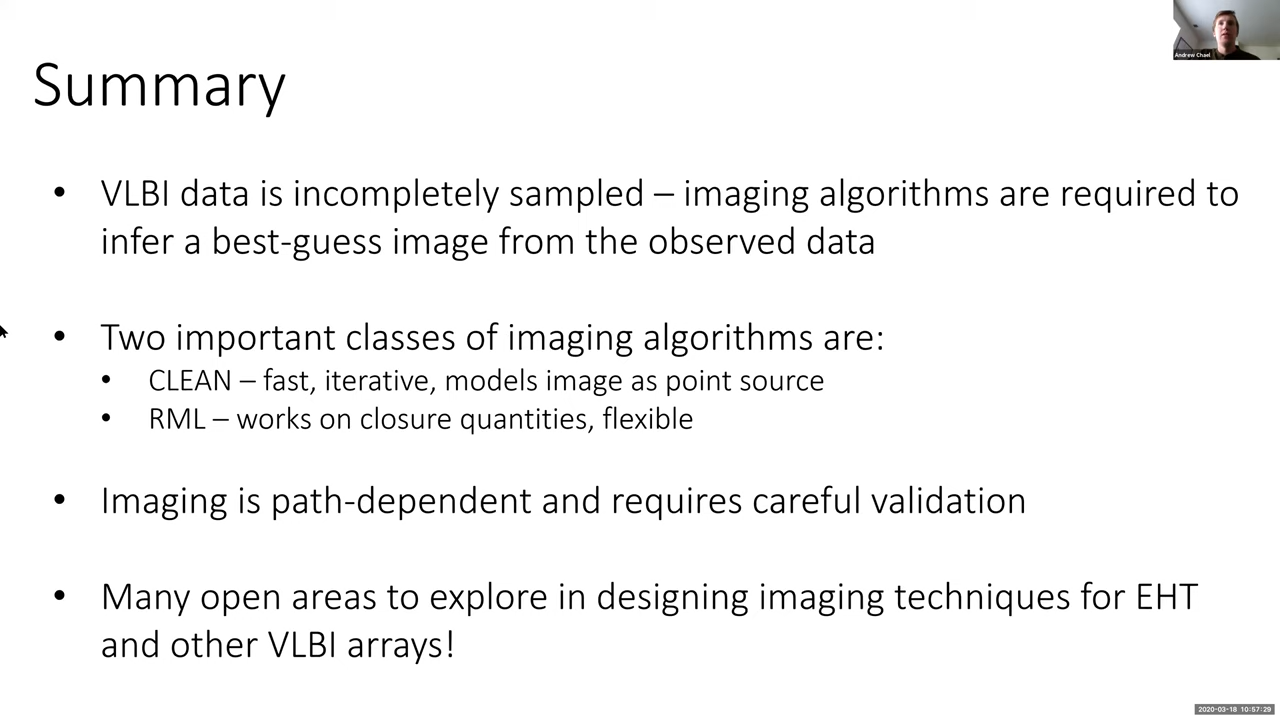 Andrew Chael
Summary
• VLBI data is incompletely sampled – imaging algorithms are required to
infer a best-guess image from the observed data
• Two important classes of imaging algorithms are:
• CLEAN – fast, iterative, models image as point source
• RML – works on closure quantities, flexible
• Imaging is path-dependent and requires careful validation
• Many open areas to explore in designing imaging techniques for EHT
and other VLBI arrays!
2020-03-18 10:57:29